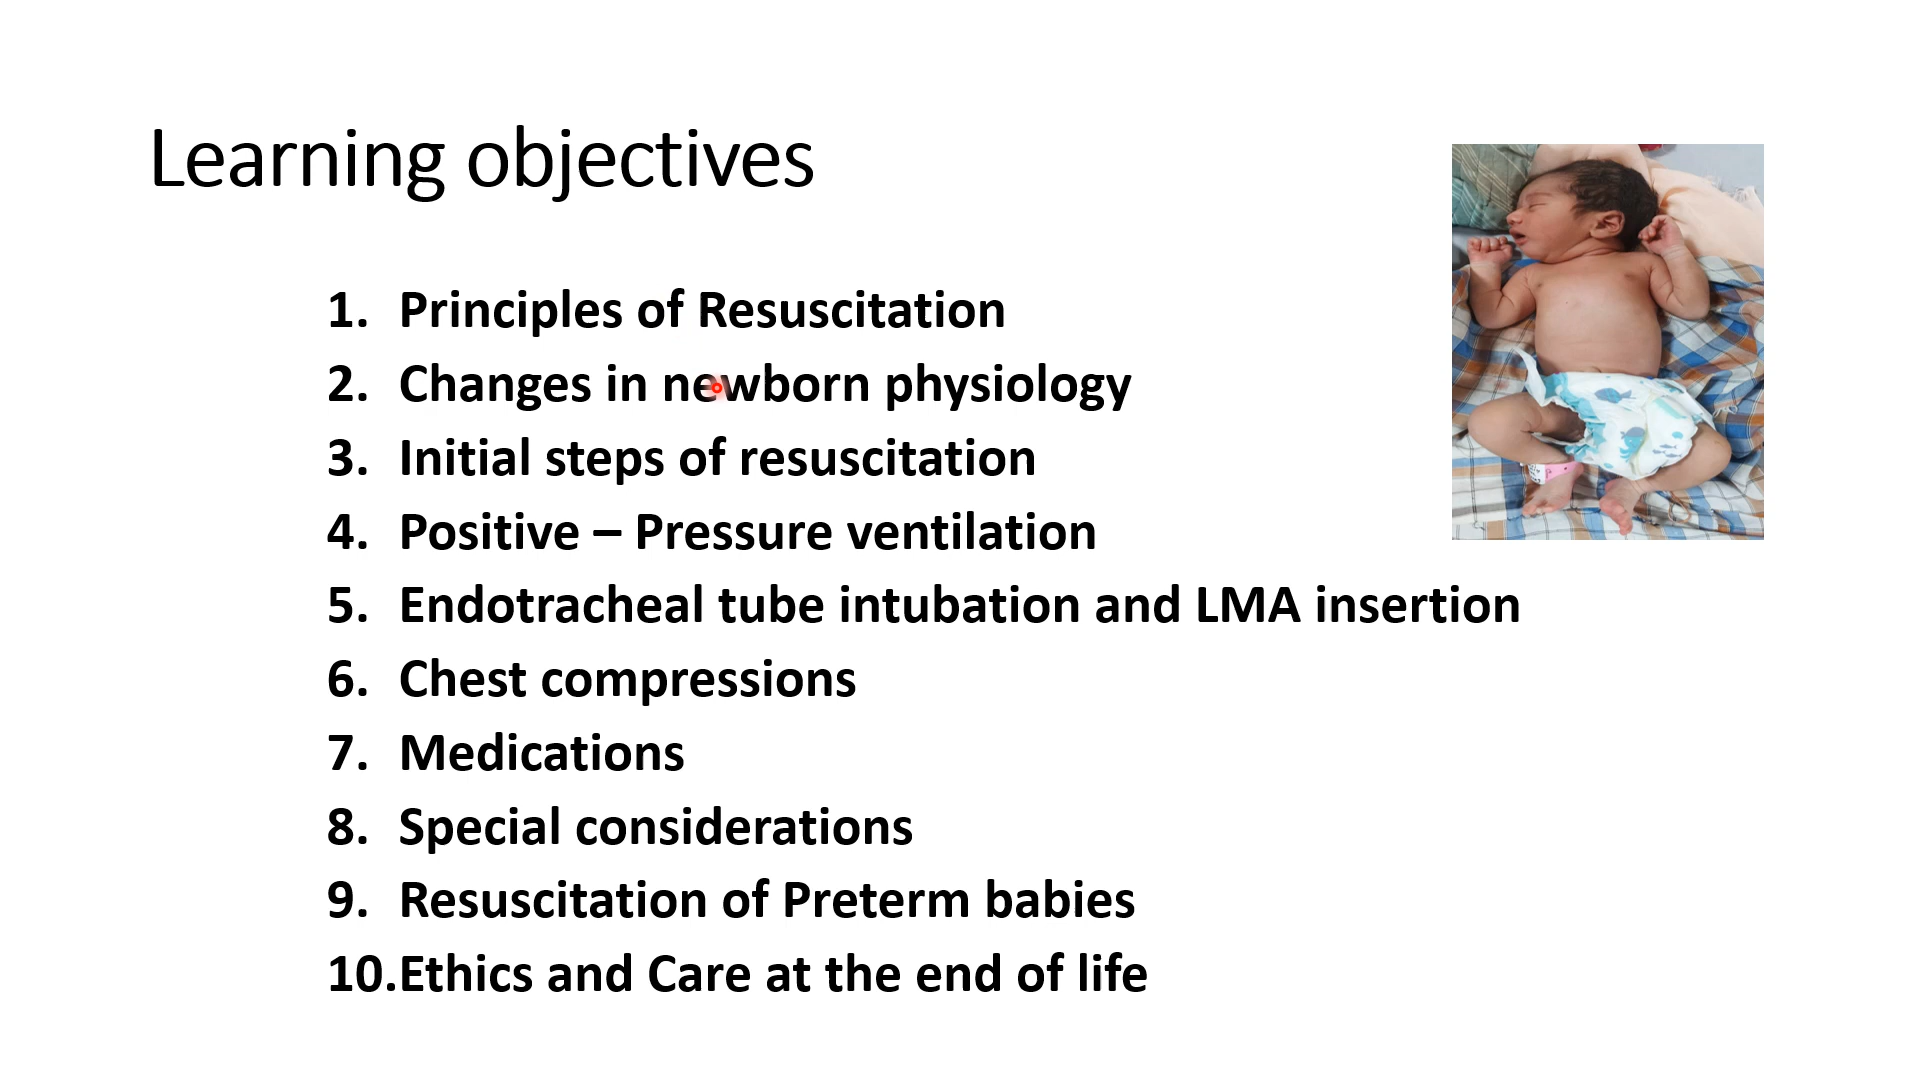 Learning objectives
1. Principles of Resuscitation
2. Changes in newborn physiology
3. Initial steps of resuscitation
4. Positive – Pressure ventilation
5. Endotracheal tube intubation and LMA insertion
6. Chest compressions
7. Medications
8. Special considerations
9. Resuscitation of Preterm babies
10.Ethics and Care at the end of life